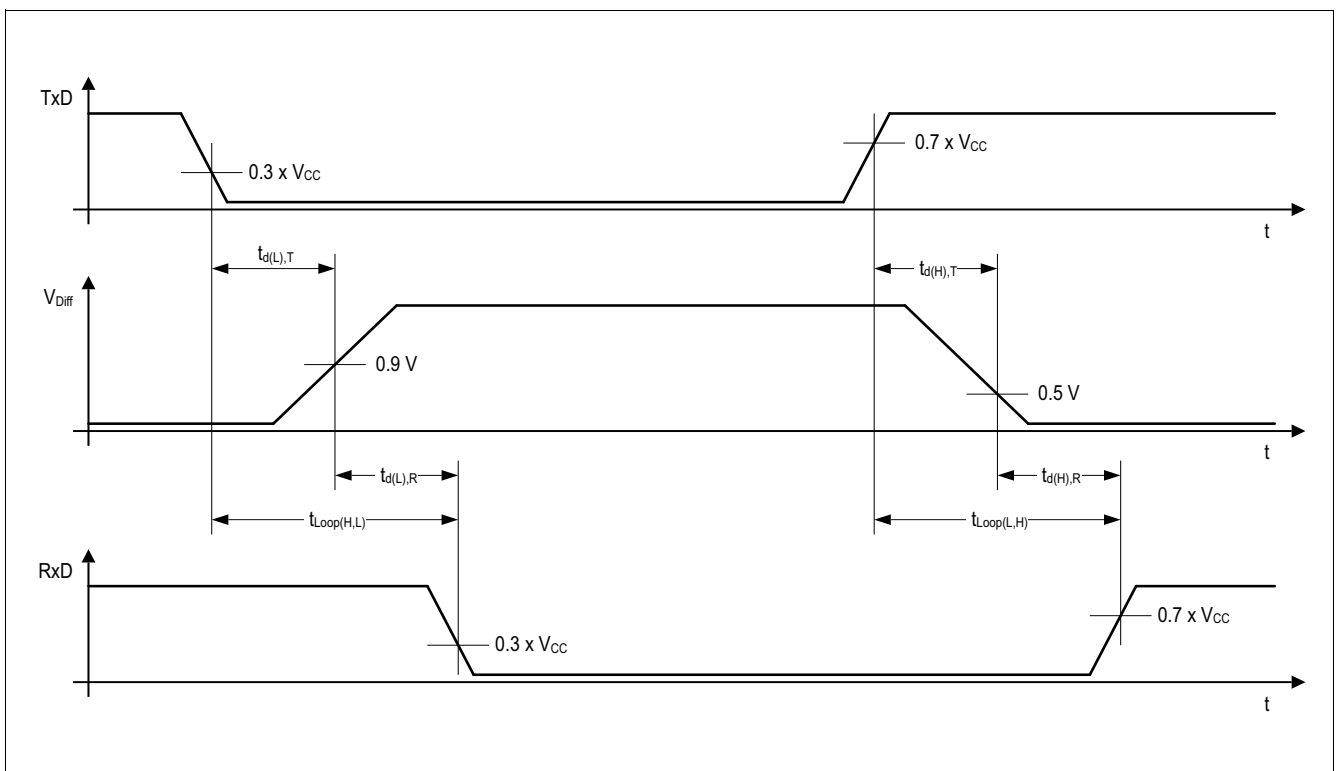 TxD
0.3 x VCC
0.7 x VCC
t
td(L),T
td(H),T
VDiff
0.9 V
0.5 V
t
td(L),R
td(H),R
tLoop(H,L)
tLoop(L,H)
RxD
0.3 x VCC
0.7 x VCC
t